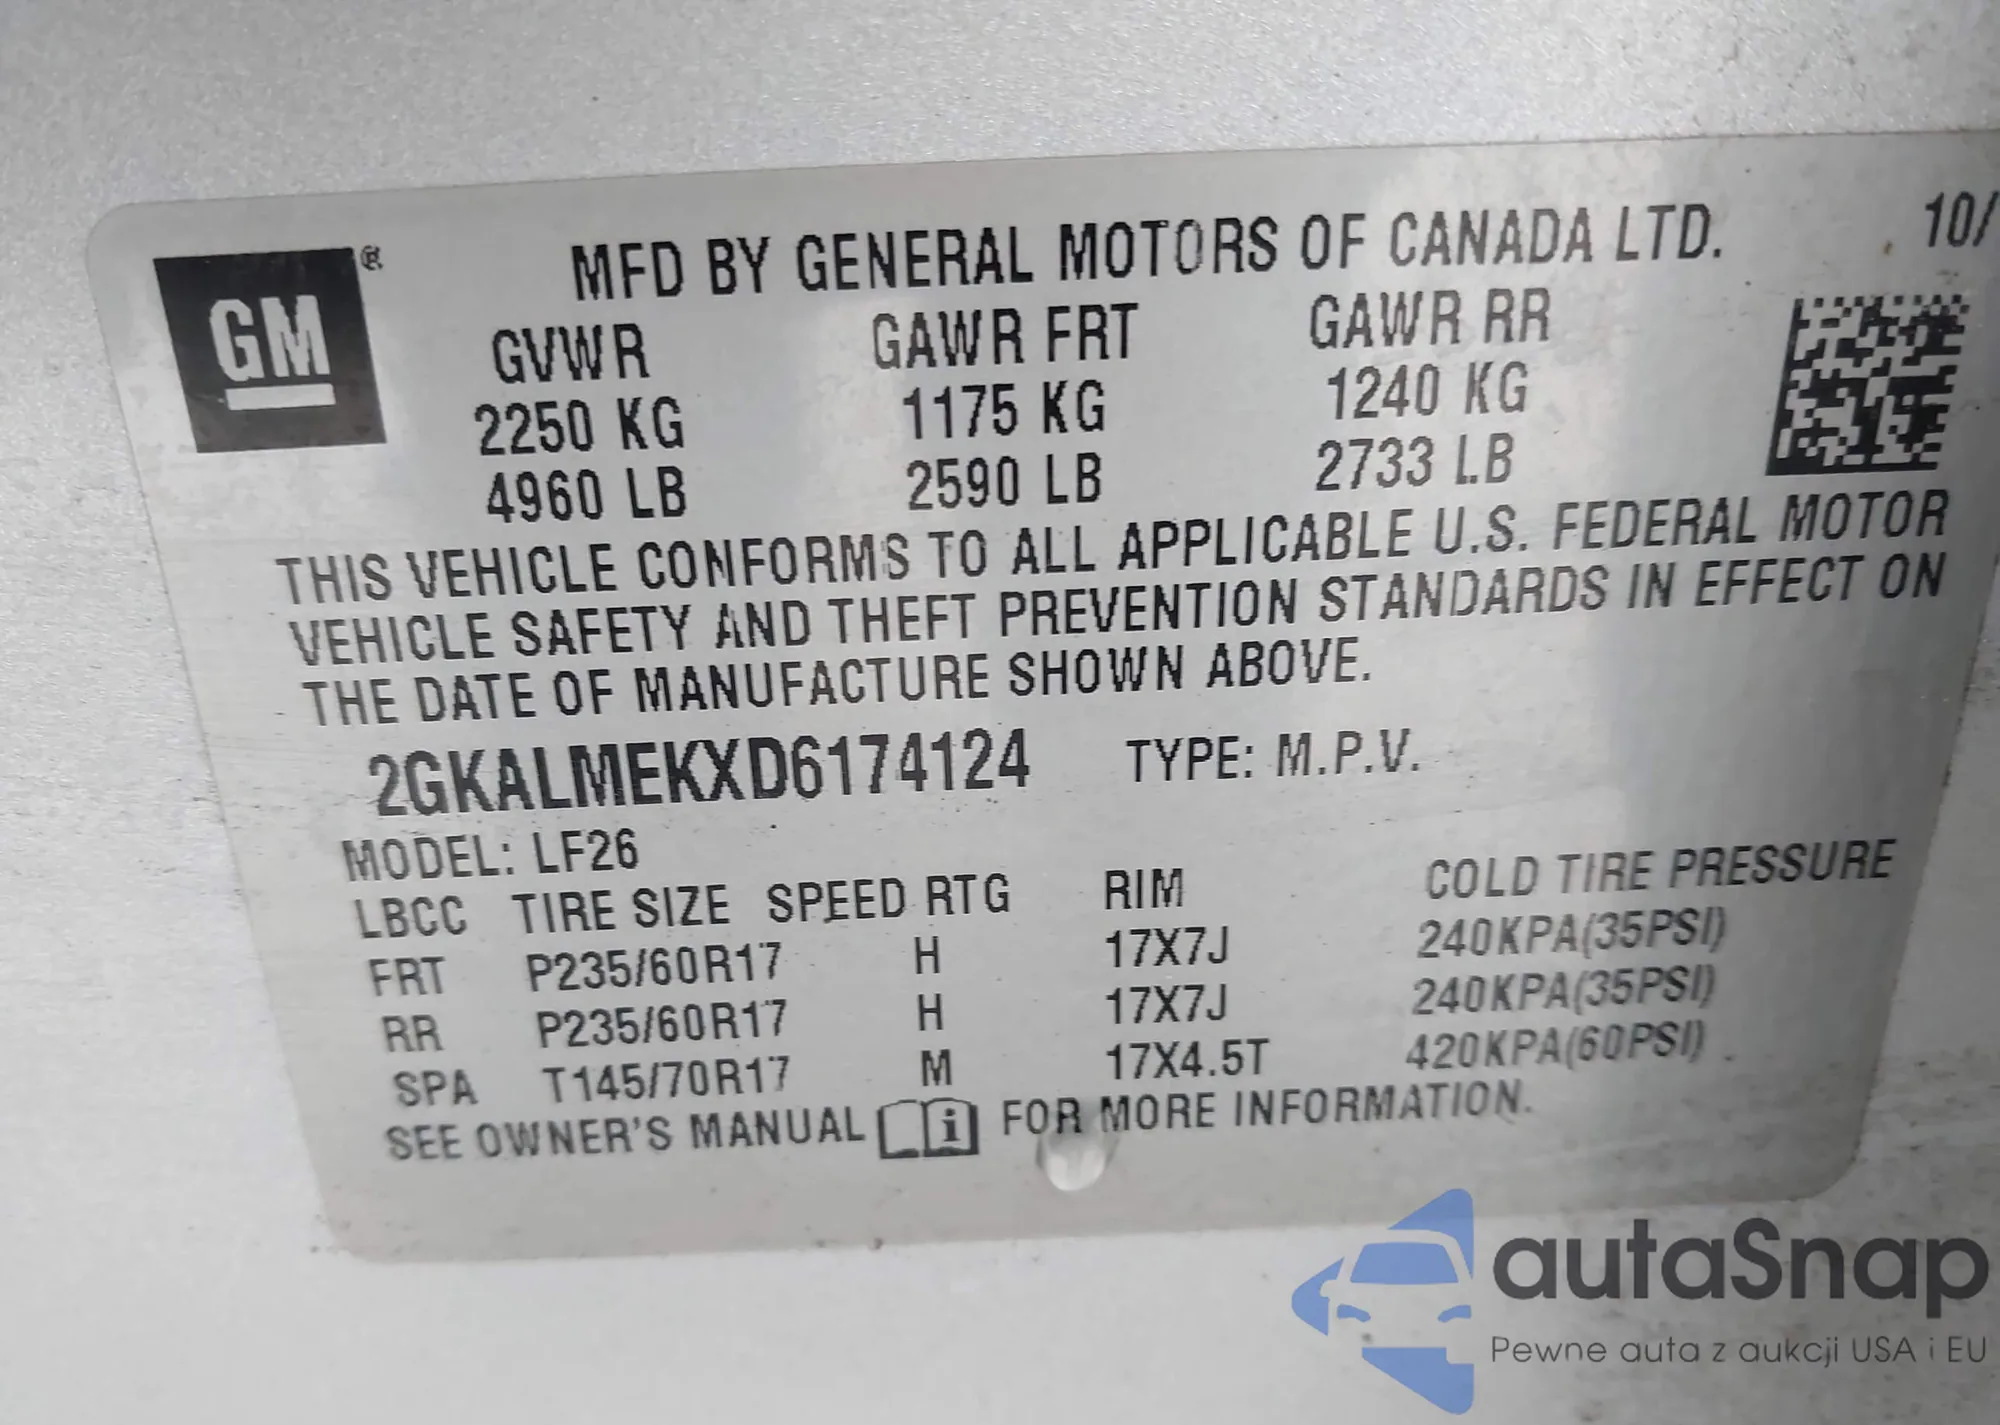 GM ®
MFD BY GENERAL MOTORS OF CANADA LTD. 10/
GVWR GAWR FRT GAWR RR
2250 KG 1175 KG 1240 KG
4960 LB 2590 LB 2733 LB
THIS VEHICLE CONFORMS TO ALL APPLICABLE U.S. FEDERAL MOTOR
VEHICLE SAFETY AND THEFT PREVENTION STANDARDS IN EFFECT ON
THE DATE OF MANUFACTURE SHOWN ABOVE.
2GKALMEKXD6174124 TYPE: M.P.V.
MODEL: LF26
LBCC TIRE SIZE SPEED RTG RIM COLD TIRE PRESSURE
FRT P235/60R17 H 17X7J 240KPA(35PSI)
RR P235/60R17 H 17X7J 240KPA(35PSI)
SPA T145/70R17 M 17X4.5T 420KPA(60PSI)
SEE OWNER'S MANUAL i FOR MORE INFORMATION.
autaSnap
Pewne auta z aukcji USA i EU